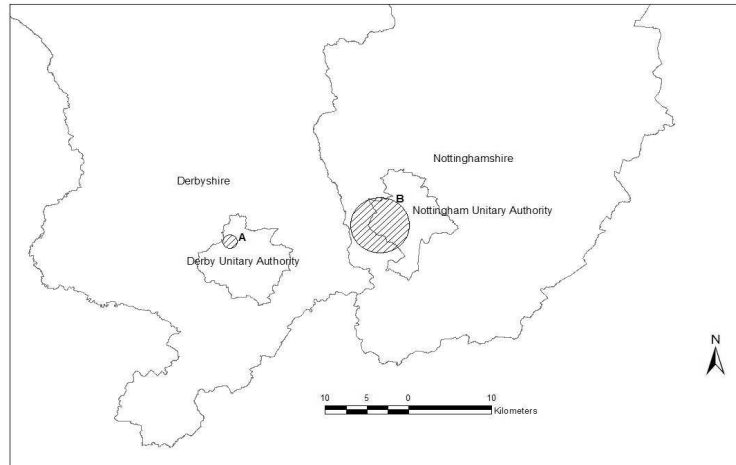 Nottinghamshire
Derbyshire
B
Nottingham Unitary Authority
A
Derby Unitary Authority
N
10 5 0 10
Kilometers